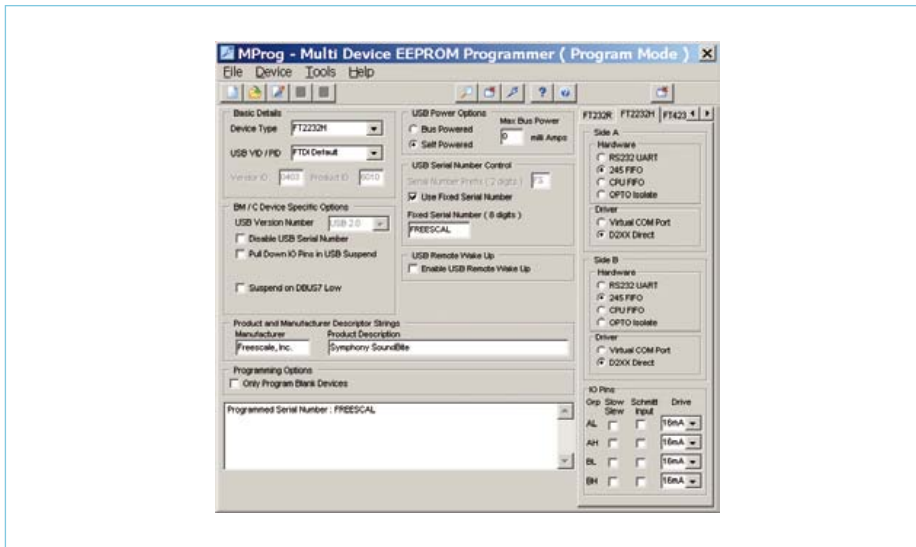 MProg - Multi Device EEPROM Programmer ( Program Mode )
File Device Tools Help
Basic Details
Device Type FT2232H
USB VID / PID FTDI Default
Vendor ID 0403 Product ID 6010
BM / C Device Specific Options
USB Version Number USB 2.0
Disable USB Serial Number
Pull Down IO Pins in USB Suspend
Suspend on DBUS7 Low
USB Power Options
Bus Powered
Self Powered
Max Bus Power
0 milli Amps
USB Serial Number Control
Serial Number Prefix ( 2 digits ) FS
Use Fixed Serial Number
Fixed Serial Number ( 8 digits )
FREESCAL
USB Remote Wake Up
Enable USB Remote Wake Up
Product and Manufacturer Descriptor Strings
Manufacturer Product Description
Freescale, Inc. Symphony SoundBite
Programming Options
Only Program Blank Devices
Programmed Serial Number : FREESCAL
FT232R FT2232H FT423
Side A
Hardware
RS232 UART
245 FIFO
CPU FIFO
OPTO Isolate
Driver
Virtual COM Port
D2XX Direct
Side B
Hardware
RS232 UART
245 FIFO
CPU FIFO
OPTO Isolate
Driver
Virtual COM Port
D2XX Direct
IO Pins
Grp Slow Slew Schmitt Input Drive
AL 16mA
AH 16mA
BL 16mA
BH 16mA